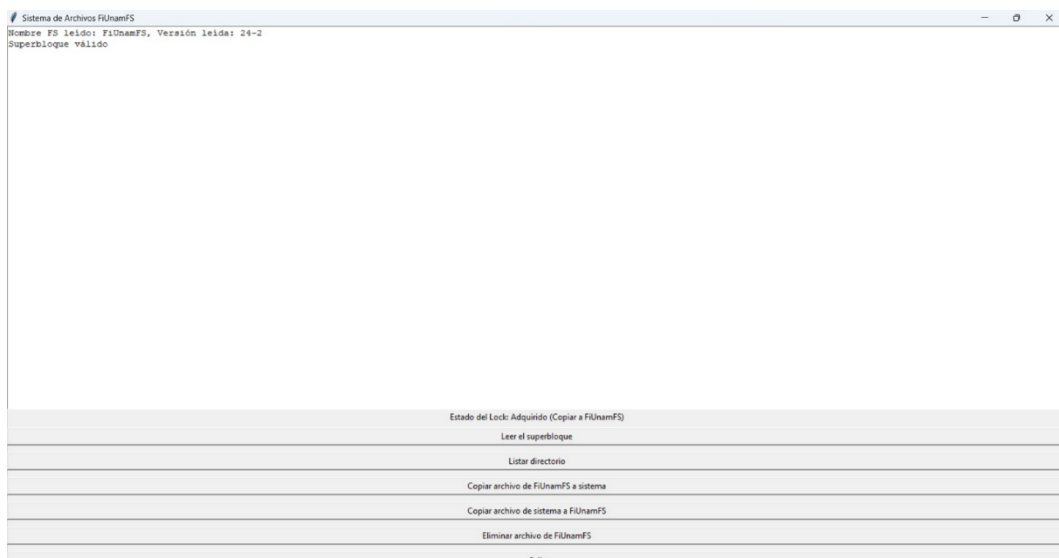 Sistema de Archivos FiUnamFS
Nombre FS leído: FiUnamFS, Versión leída: 24-2
Superbloque válido
Estado del Lock: Adquirido (Copiar a FiUnamFS)
Leer el superbloque
Listar directorio
Copiar archivo de FiUnamFS a sistema
Copiar archivo de sistema a FiUnamFS
Eliminar archivo de FiUnamFS